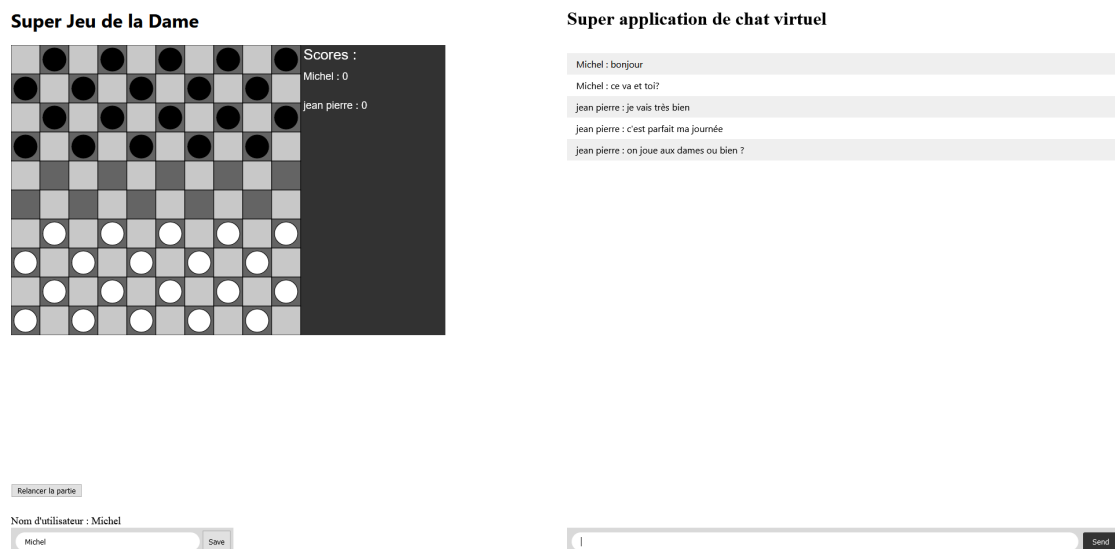 Super Jeu de la Dame
Scores :
Michel : 0
jean pierre : 0
Relancer la partie
Nom d'utilisateur : Michel
Michel
Save
Super application de chat virtuel
Michel : bonjour
Michel : ce va et toi?
jean pierre : je vais très bien
jean pierre : c'est parfait ma journée
jean pierre : on joue aux dames ou bien ?
Send